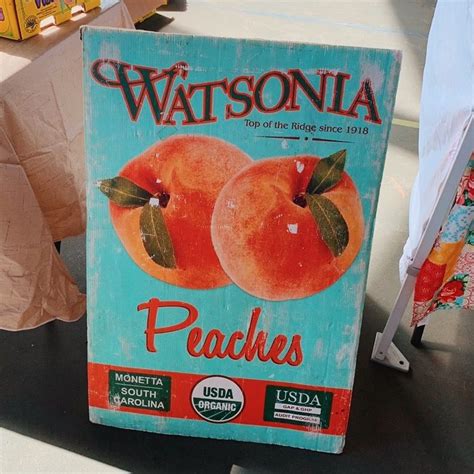 WATSONIA
Top of the Ridge since 1918
Peaches
MONETTA
SOUTH
CAROLINA
USDA
ORGANIC
USDA
GAP & GHP
AUDIT PROGRAM